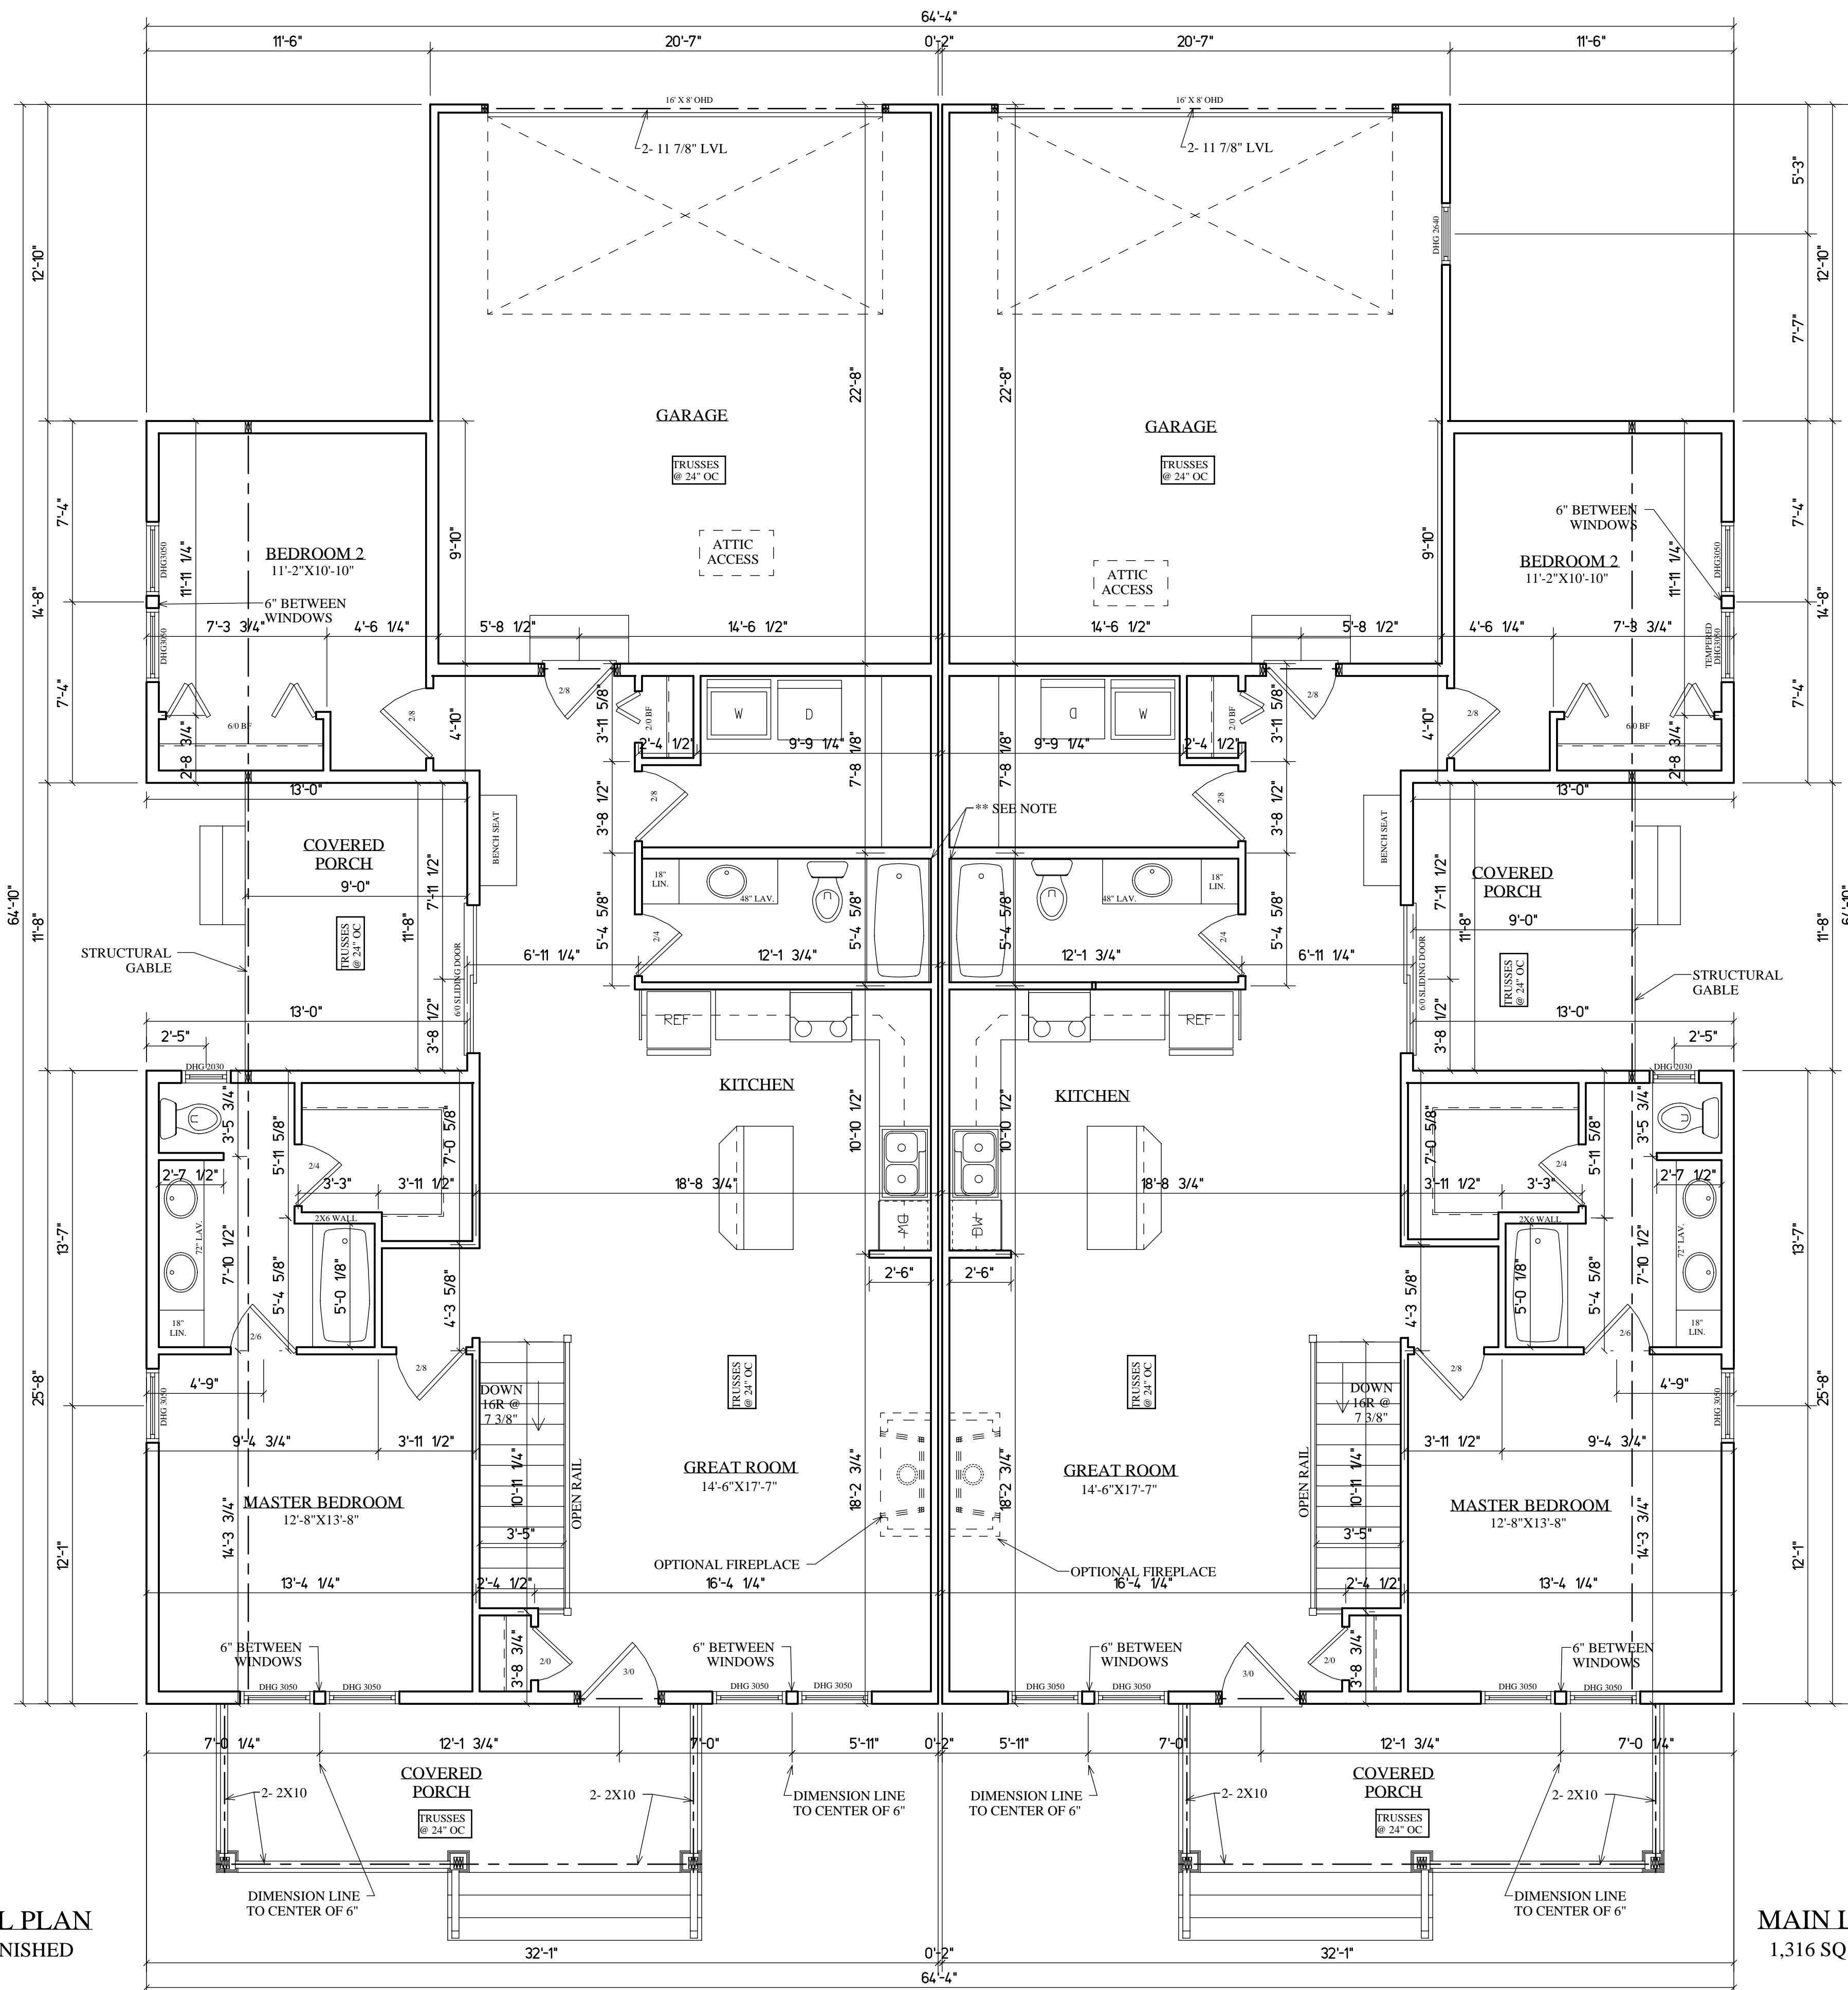 64'-4"
11'-6" 20'-7" 0'-2" 20'-7" 11'-6"
16' X 8' OHD 16' X 8' OHD
2- 11 7/8" LVL 2- 11 7/8" LVL
5'-3"
DHG 2640
12'-10" 12'-10"
7'-7"
22'-8" 22'-8"
GARAGE GARAGE
TRUSSES TRUSSES
@ 24" OC @ 24" OC
7'-4" 7'-4"
6" BETWEEN
WINDOWS
DHG3050 11'-11 1/4" 9'-10" 9'-10" 11'-11 1/4" DHG3050
BEDROOM 2 BEDROOM 2
11'-2"X10'-10" 11'-2"X10'-10"
ATTIC ATTIC
ACCESS ACCESS
14'-8" 14'-8"
6" BETWEEN
WINDOWS
7'-3 3/4" 4'-6 1/4" 5'-8 1/2" 14'-6 1/2" 14'-6 1/2" 5'-8 1/2" 4'-6 1/4" 7'-3 3/4"
DHG3050 TEMPERED
DHG3050
7'-4" 7'-4"
2/8 2/8 2/8 2/8
6/0 BF 2/0 BF W D D W 2/0 BF 6/0 BF
4'-10" 3'-11 5/8" 3'-11 5/8" 4'-10"
2'-8 3/4" 2'-4 1/2" 9'-9 1/4" 9'-9 1/4" 2'-4 1/2" 2'-8 3/4"
7'-8 1/8" 7'-8 1/8"
13'-0" 13'-0"
2/8 3'-8 1/2" 3'-8 1/2" 2/8
** SEE NOTE
BENCH SEAT BENCH SEAT
COVERED COVERED
PORCH PORCH
18" 18"
LIN. LIN.
48" LAV. 48" LAV.
9'-0" 7'-11 1/2" 7'-11 1/2" 9'-0"
64'-10" 11'-8" 11'-8" 11'-8" 11'-8" 64'-10"
5'-4 5/8" 5'-4 5/8" 5'-4 5/8" 5'-4 5/8"
2/4 2/4
TRUSSES TRUSSES
@ 24" OC @ 24" OC
STRUCTURAL STRUCTURAL
GABLE GABLE
6'-11 1/4" 12'-1 3/4" 12'-1 3/4" 6'-11 1/4"
6/0 SLIDING DOOR 6/0 SLIDING DOOR
13'-0" 13'-0"
3'-8 1/2" 3'-8 1/2"
REF REF
2'-5" 2'-5"
DHG 2030 DHG 2030
KITCHEN KITCHEN
3'-5 3/4" 3'-5 3/4"
5'-11 5/8" 7'-0 5/8" 7'-0 5/8" 5'-11 5/8"
10'-10 1/2" 10'-10 1/2"
2/4 2/4
2'-7 1/2" 3'-3" 3'-11 1/2" 18'-8 3/4" 18'-8 3/4" 3'-11 1/2" 3'-3" 2'-7 1/2"
2X6 WALL 2X6 WALL
DW DW
72" LAV. 72" LAV.
13'-7" 13'-7"
7'-10 1/2" 7'-10 1/2"
2'-6" 2'-6"
5'-4 5/8" 5'-0 1/8" 4'-3 5/8" 4'-3 5/8" 5'-0 1/8" 5'-4 5/8"
18" 18"
LIN. LIN.
2/6 2/8 2/8 2/6
4'-9" 4'-9"
DHG 3050 DHG 3050
25'-8" 25'-8"
TRUSSES TRUSSES
@ 24" OC @ 24" OC
DOWN DOWN
16R @ 16R @
7 3/8" 7 3/8"
9'-4 3/4" 3'-11 1/2" 3'-11 1/2" 9'-4 3/4"
GREAT ROOM GREAT ROOM
14'-6"X17'-7" 14'-6"X17'-7"
10'-11 1/4" OPEN RAIL 18'-2 3/4" 18'-2 3/4" OPEN RAIL 10'-11 1/4"
MASTER BEDROOM MASTER BEDROOM
12'-8"X13'-8" 12'-8"X13'-8"
14'-3 3/4" 14'-3 3/4"
3'-5" 3'-5"
12'-1" 12'-1"
OPTIONAL FIREPLACE OPTIONAL FIREPLACE
13'-4 1/4" 2'-4 1/2" 16'-4 1/4" 16'-4 1/4" 2'-4 1/2" 13'-4 1/4"
6" BETWEEN 6" BETWEEN 6" BETWEEN 6" BETWEEN
WINDOWS WINDOWS WINDOWS WINDOWS
3'-8 3/4" 2/0 3/0 3/0 2/0 3'-8 3/4"
DHG 3050 DHG 3050 DHG 3050 DHG 3050 DHG 3050 DHG 3050 DHG 3050 DHG 3050
7'-0 1/4" 12'-1 3/4" 7'-0" 5'-11" 0'-2" 5'-11" 7'-0" 12'-1 3/4" 7'-0 1/4"
COVERED COVERED
PORCH PORCH
2- 2X10 2- 2X10 2- 2X10 2- 2X10
DIMENSION LINE DIMENSION LINE
TO CENTER OF 6" TO CENTER OF 6"
TRUSSES TRUSSES
@ 24" OC @ 24" OC
DIMENSION LINE DIMENSION LINE
TO CENTER OF 6" TO CENTER OF 6"
L PLAN MAIN L
NISHED 1,316 SQ
32'-1" 0'-2" 32'-1"
64'-4"